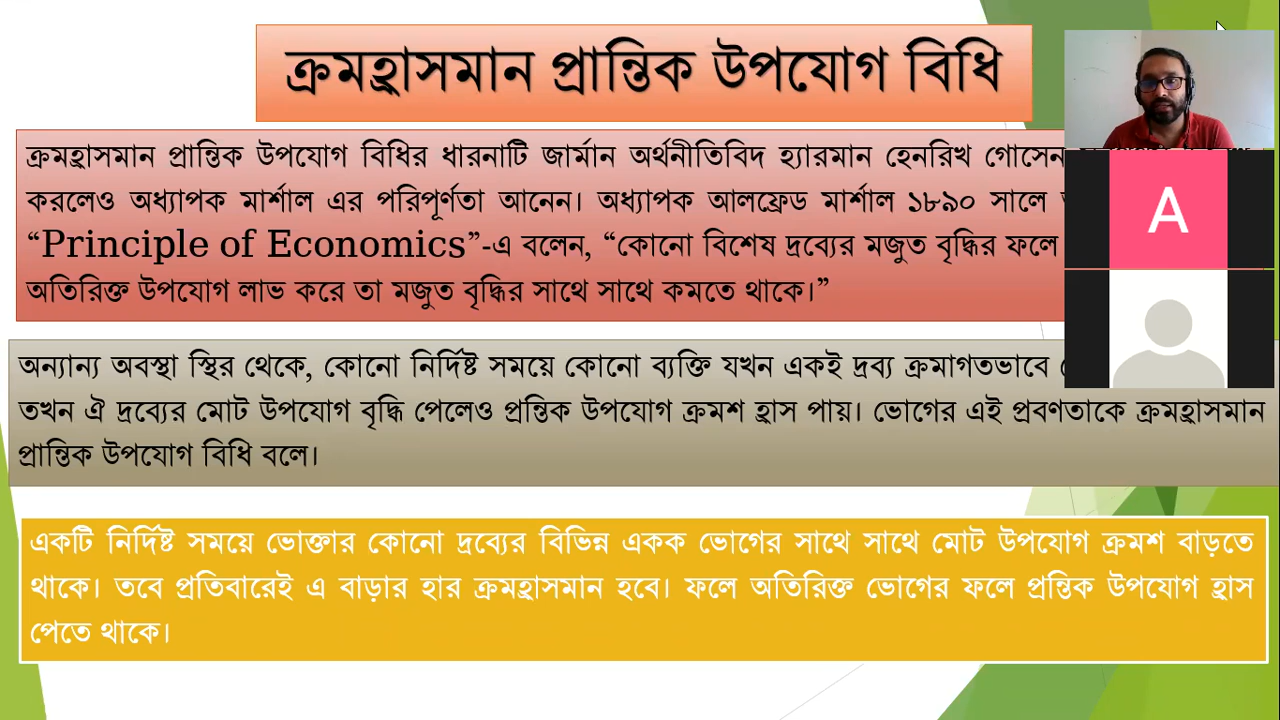 ক্রমহ্রাসমান প্রান্তিক উপযোগ বিধি
ক্রমহ্রাসমান প্রান্তিক উপযোগ বিধির ধারনাটি জার্মান অর্থনীতিবিদ হ্যারমান হেনরিখ গোসেন
করলেও অধ্যাপক মার্শাল এর পরিপূর্ণতা আনেন। অধ্যাপক আলফ্রেড মার্শাল ১৮৯০ সালে
“Principle of Economics”-এ বলেন, “কোনো বিশেষ দ্রব্যের মজুত বৃদ্ধির ফলে
অতিরিক্ত উপযোগ লাভ করে তা মজুত বৃদ্ধির সাথে সাথে কমতে থাকে।”
অন্যান্য অবস্থা স্থির থেকে, কোনো নির্দিষ্ট সময়ে কোনো ব্যক্তি যখন একই দ্রব্য ক্রমাগতভাবে
তখন ঐ দ্রব্যের মোট উপযোগ বৃদ্ধি পেলেও প্রন্তিক উপযোগ ক্রমশ হ্রাস পায়। ভোগের এই প্রবণতাকে ক্রমহ্রাসমান
প্রান্তিক উপযোগ বিধি বলে।
একটি নির্দিষ্ট সময়ে ভোক্তার কোনো দ্রব্যের বিভিন্ন একক ভোগের সাথে সাথে মোট উপযোগ ক্রমশ বাড়তে
থাকে। তবে প্রতিবারেই এ বাড়ার হার ক্রমহ্রাসমান হবে। ফলে অতিরিক্ত ভোগের ফলে প্রন্তিক উপযোগ হ্রাস
পেতে থাকে।
A